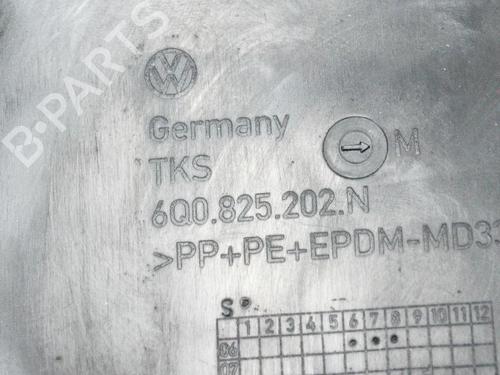 B-PARTS
Germany
TKS M
6Q0.825.202.N
>PP+PE+EPDM-MD3
S
1 2 3 4 5 6 7 8 9 10 11 12
06
07